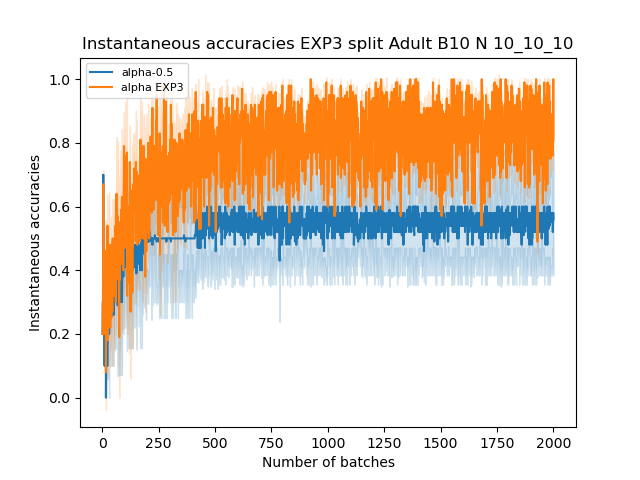 Instantaneous accuracies EXP3 split Adult B10 N 10_10_10
alpha-0.5
alpha EXP3
1.0
0.8
0.6
0.4
0.2
0.0
Instantaneous accuracies
0 250 500 750 1000 1250 1500 1750 2000
Number of batches